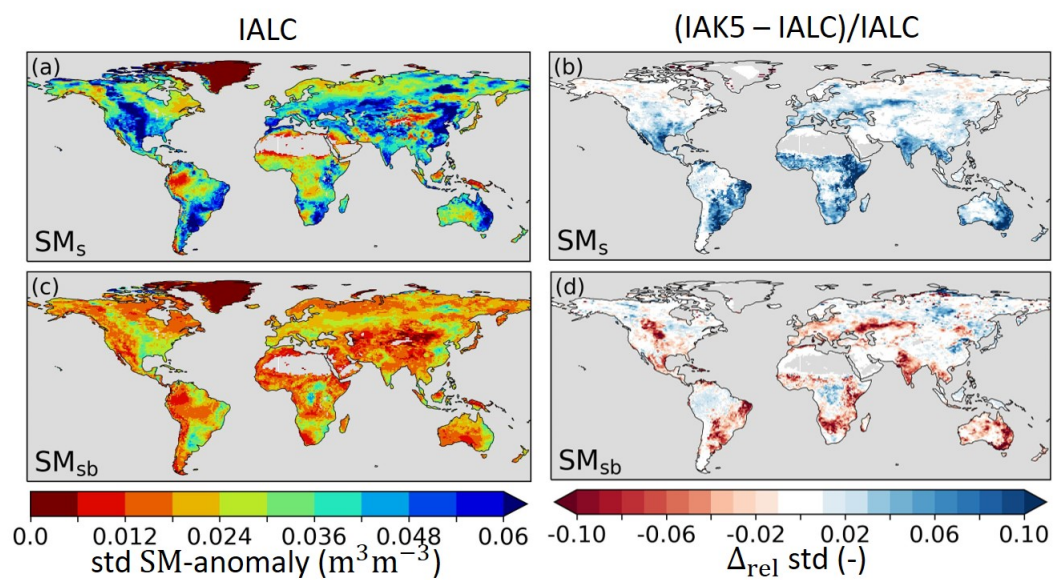 IALC
(IAK5 – IALC)/IALC
(a)
SMs
(b)
SMs
(c)
SMsb
(d)
SMsb
0.0 0.012 0.024 0.036 0.048 0.06
std SM-anomaly (m³m⁻³)
-0.10 -0.06 -0.02 0.02 0.06 0.10
Δrel std (-)